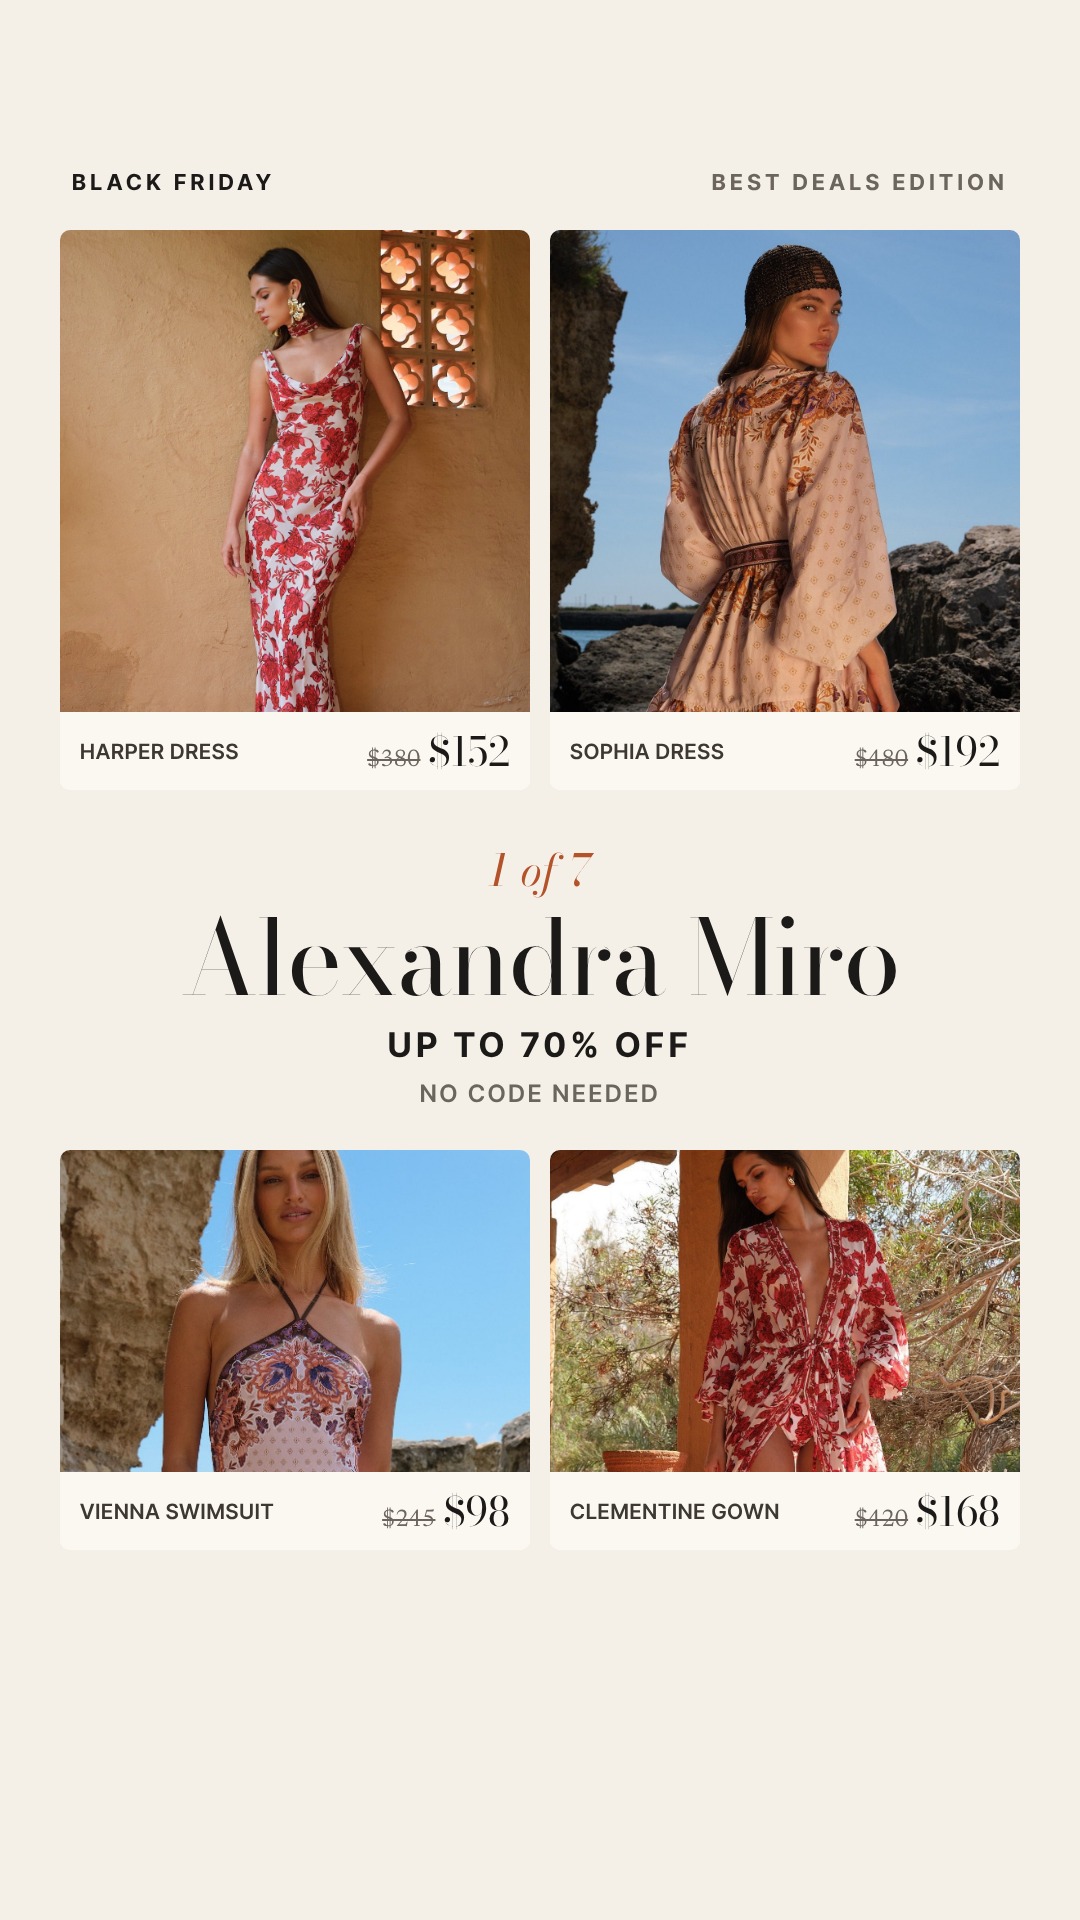 BLACK FRIDAY
BEST DEALS EDITION
HARPER DRESS
$380 $152
SOPHIA DRESS
$480 $192
1 of 7
Alexandra Miro
UP TO 70% OFF
NO CODE NEEDED
VIENNA SWIMSUIT
$245 $98
CLEMENTINE GOWN
$420 $168